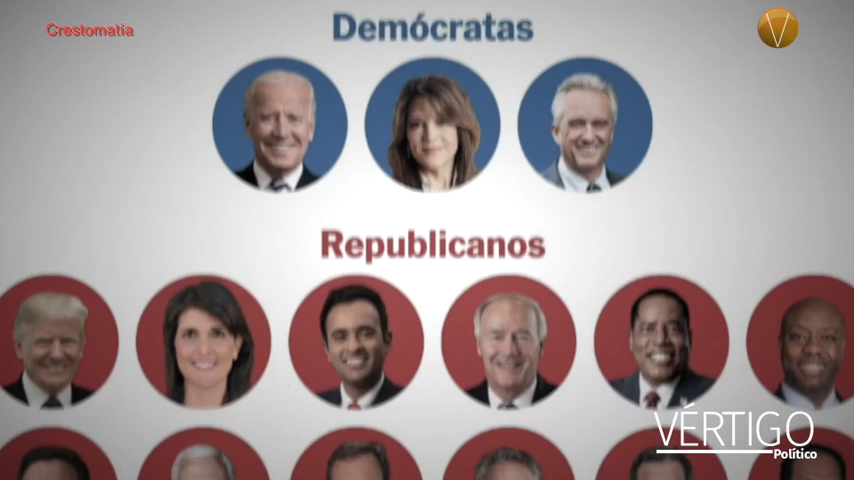 Crestomatía
Demócratas
V
Republicanos
VÉRTIGO
Político